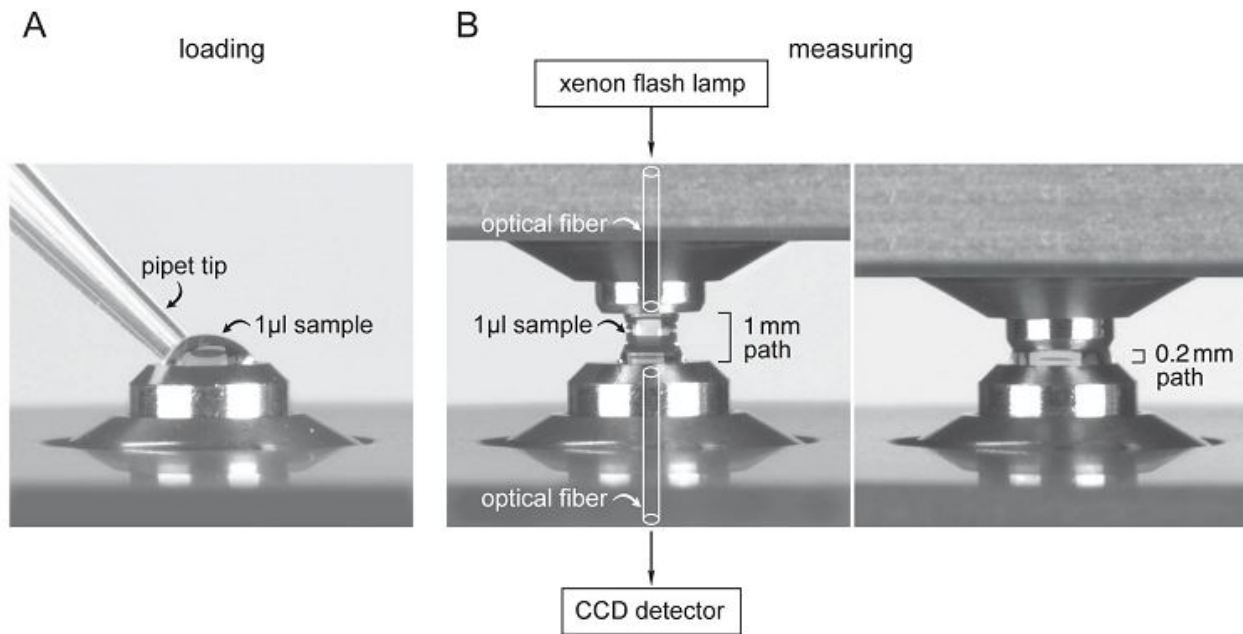 A
loading
pipet tip
1µl sample
B
measuring
xenon flash lamp
optical fiber
1µl sample
1 mm
path
optical fiber
CCD detector
0.2 mm
path